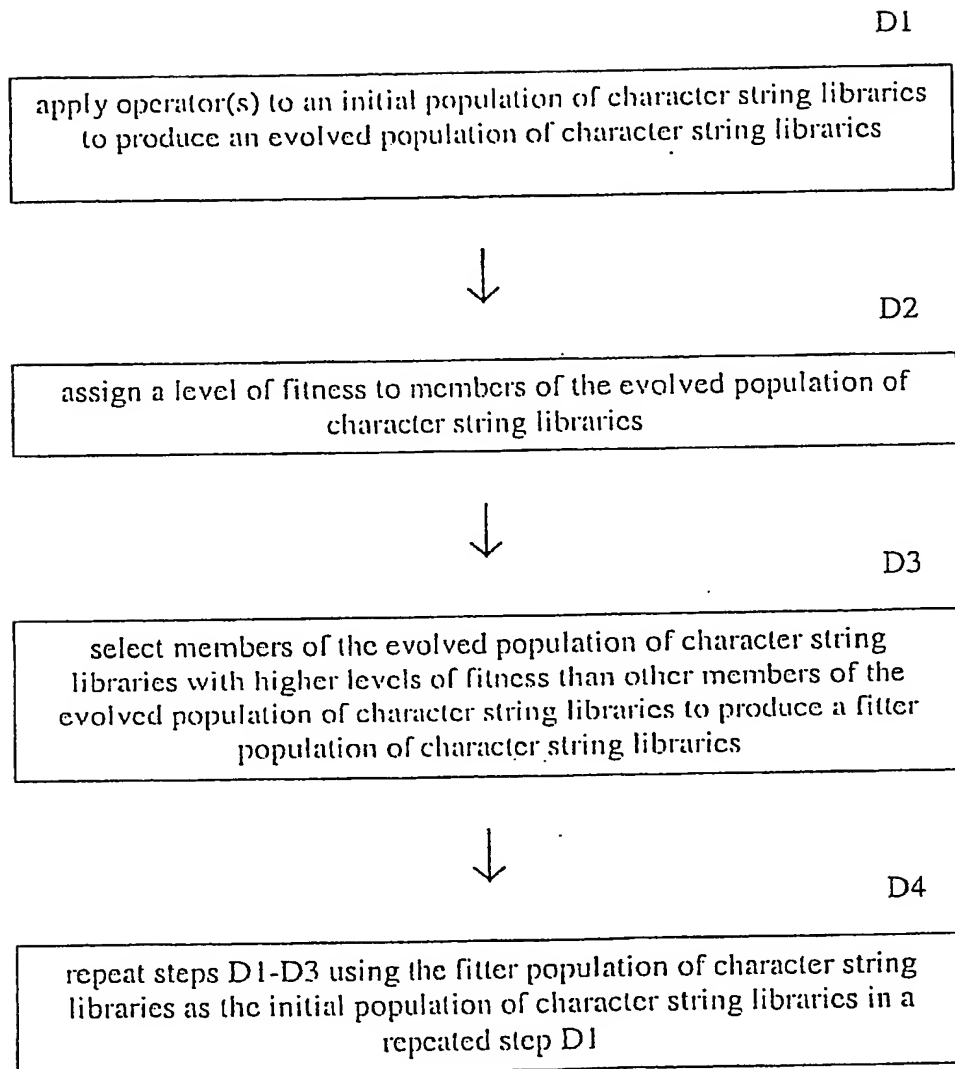 D1
apply operator(s) to an initial population of character string libraries
to produce an evolved population of character string libraries
D2
assign a level of fitness to members of the evolved population of
character string libraries
D3
select members of the evolved population of character string
libraries with higher levels of fitness than other members of the
evolved population of character string libraries to produce a fitter
population of character string libraries
D4
repeat steps D1-D3 using the fitter population of character string
libraries as the initial population of character string libraries in a
repeated step D1